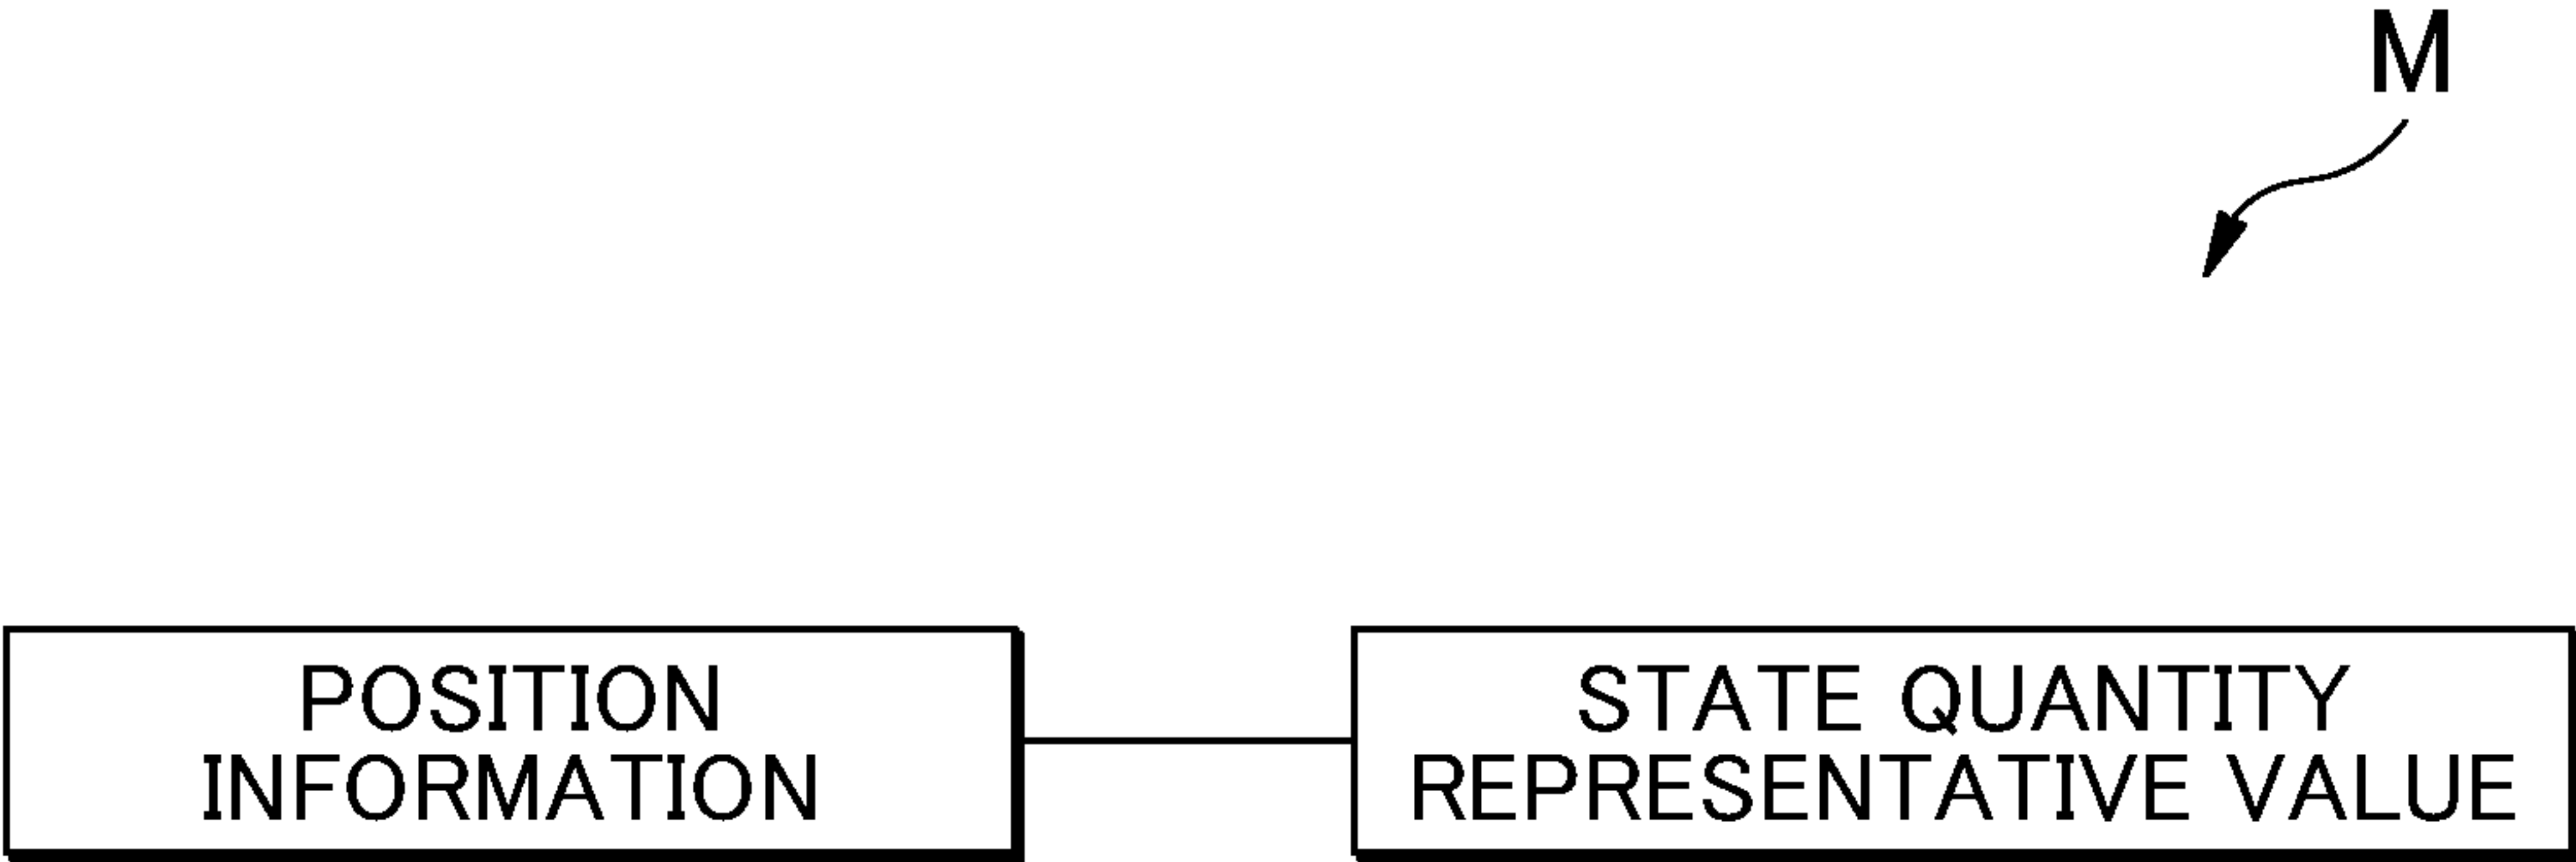 M
POSITION
INFORMATION
STATE QUANTITY
REPRESENTATIVE VALUE